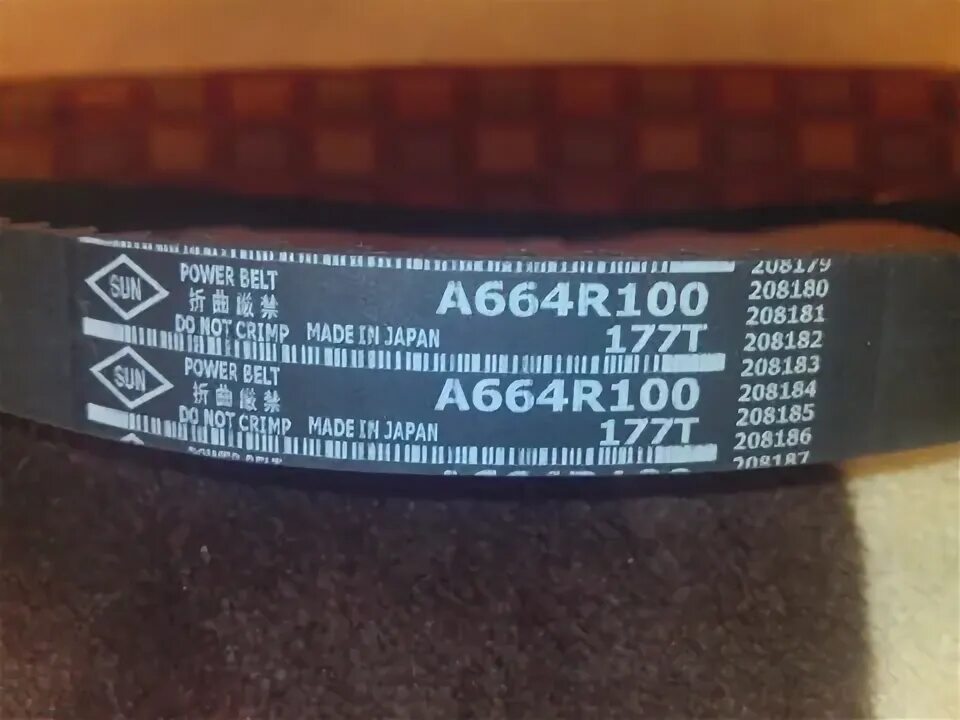 208179
SUN
POWER BELT
折曲厳禁
DO NOT CRIMP MADE IN JAPAN
A664R100
177T
208180
208181
208182
208183
SUN
POWER BELT
折曲厳禁
DO NOT CRIMP MADE IN JAPAN
A664R100
177T
208184
208185
208186
208187
POWER BELT